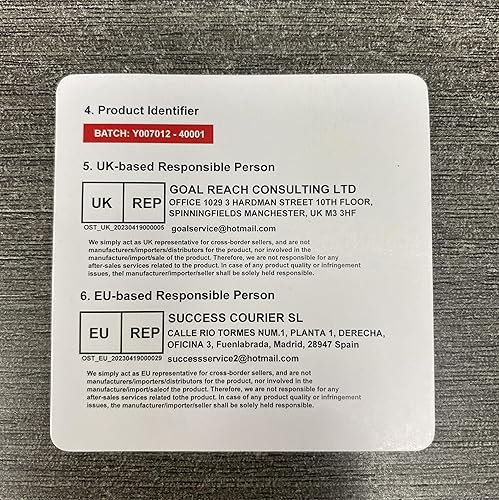 4. Product Identifier
BATCH: Y007012 - 40001
5. UK-based Responsible Person
UK REP
GOAL REACH CONSULTING LTD
OFFICE 1029 3 HARDMAN STREET 10TH FLOOR,
SPINNINGFIELDS MANCHESTER, UK M3 3HF
OST_UK_20230419000005
goalservice@hotmail.com
We simply act as UK representative for cross-border sellers, and are not
manufacturers/importers/distributors for the product, nor involved in the
manufacturer/import/sale of the product. Therefore, we are not responsible for any
after-sales services related to the product. In case of any product quality or infringement
issues, thel manufacturer/importer/seller shall be solely held responsible.
6. EU-based Responsible Person
EU REP
SUCCESS COURIER SL
CALLE RIO TORMES NUM.1, PLANTA 1, DERECHA,
OFICINA 3, Fuenlabrada, Madrid, 28947 Spain
OST_EU_20230419000029
successservice2@hotmail.com
We simply act as EU representative for cross-border sellers, and are not
manufacturers/importers/distributors for the product, nor involved in the
manufacture/import/saleof the product. Therefore, we are not responsible for any
after-sales services related tothe product. In case of any product quality or infringement
issues, the manufacturer/importer/seller shall be solely held responsible.